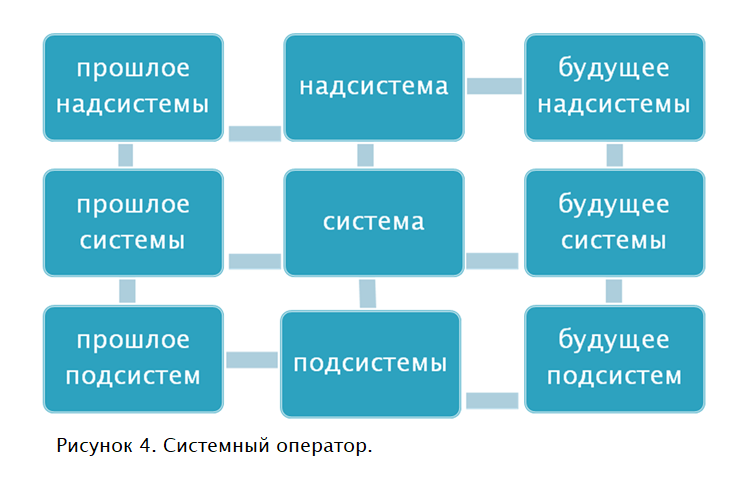 прошлое
надсистемы
надсистема
будущее
надсистемы
прошлое
системы
система
будущее
системы
прошлое
подсистем
подсистемы
будущее
подсистем
Рисунок 4. Системный оператор.